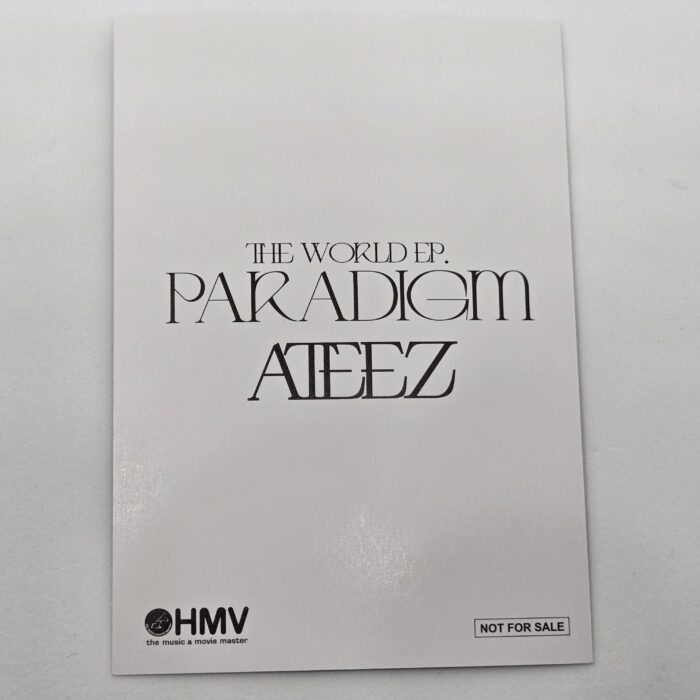 THE WORLD EP.
PARADIGM
ATEEZ
HMV
the music & movie master
NOT FOR SALE